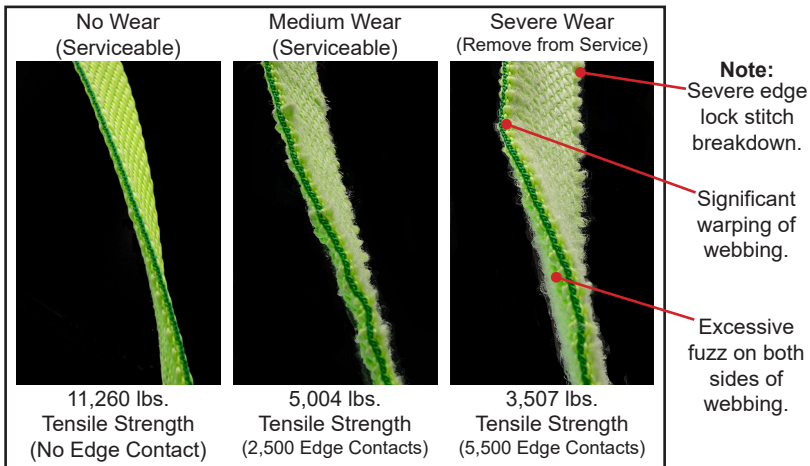 No Wear
(Serviceable)
Medium Wear
(Serviceable)
Severe Wear
(Remove from Service)
11,260 lbs.
Tensile Strength
(No Edge Contact)
5,004 lbs.
Tensile Strength
(2,500 Edge Contacts)
3,507 lbs.
Tensile Strength
(5,500 Edge Contacts)
Note:
Severe edge
lock stitch
breakdown.
Significant
warping of
webbing.
Excessive
fuzz on both
sides of
webbing.